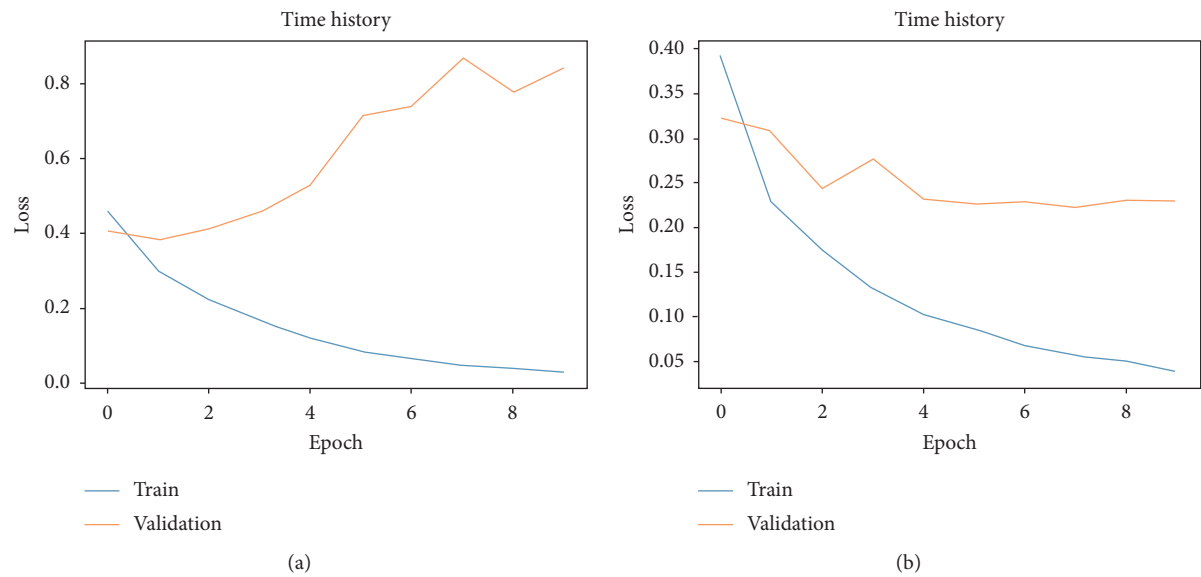 Time history
Loss
0.8
0.6
0.4
0.2
0.0
0 2 4 6 8
Epoch
Train
Validation
(a)
Time history
Loss
0.40
0.35
0.30
0.25
0.20
0.15
0.10
0.05
0 2 4 6 8
Epoch
Train
Validation
(b)